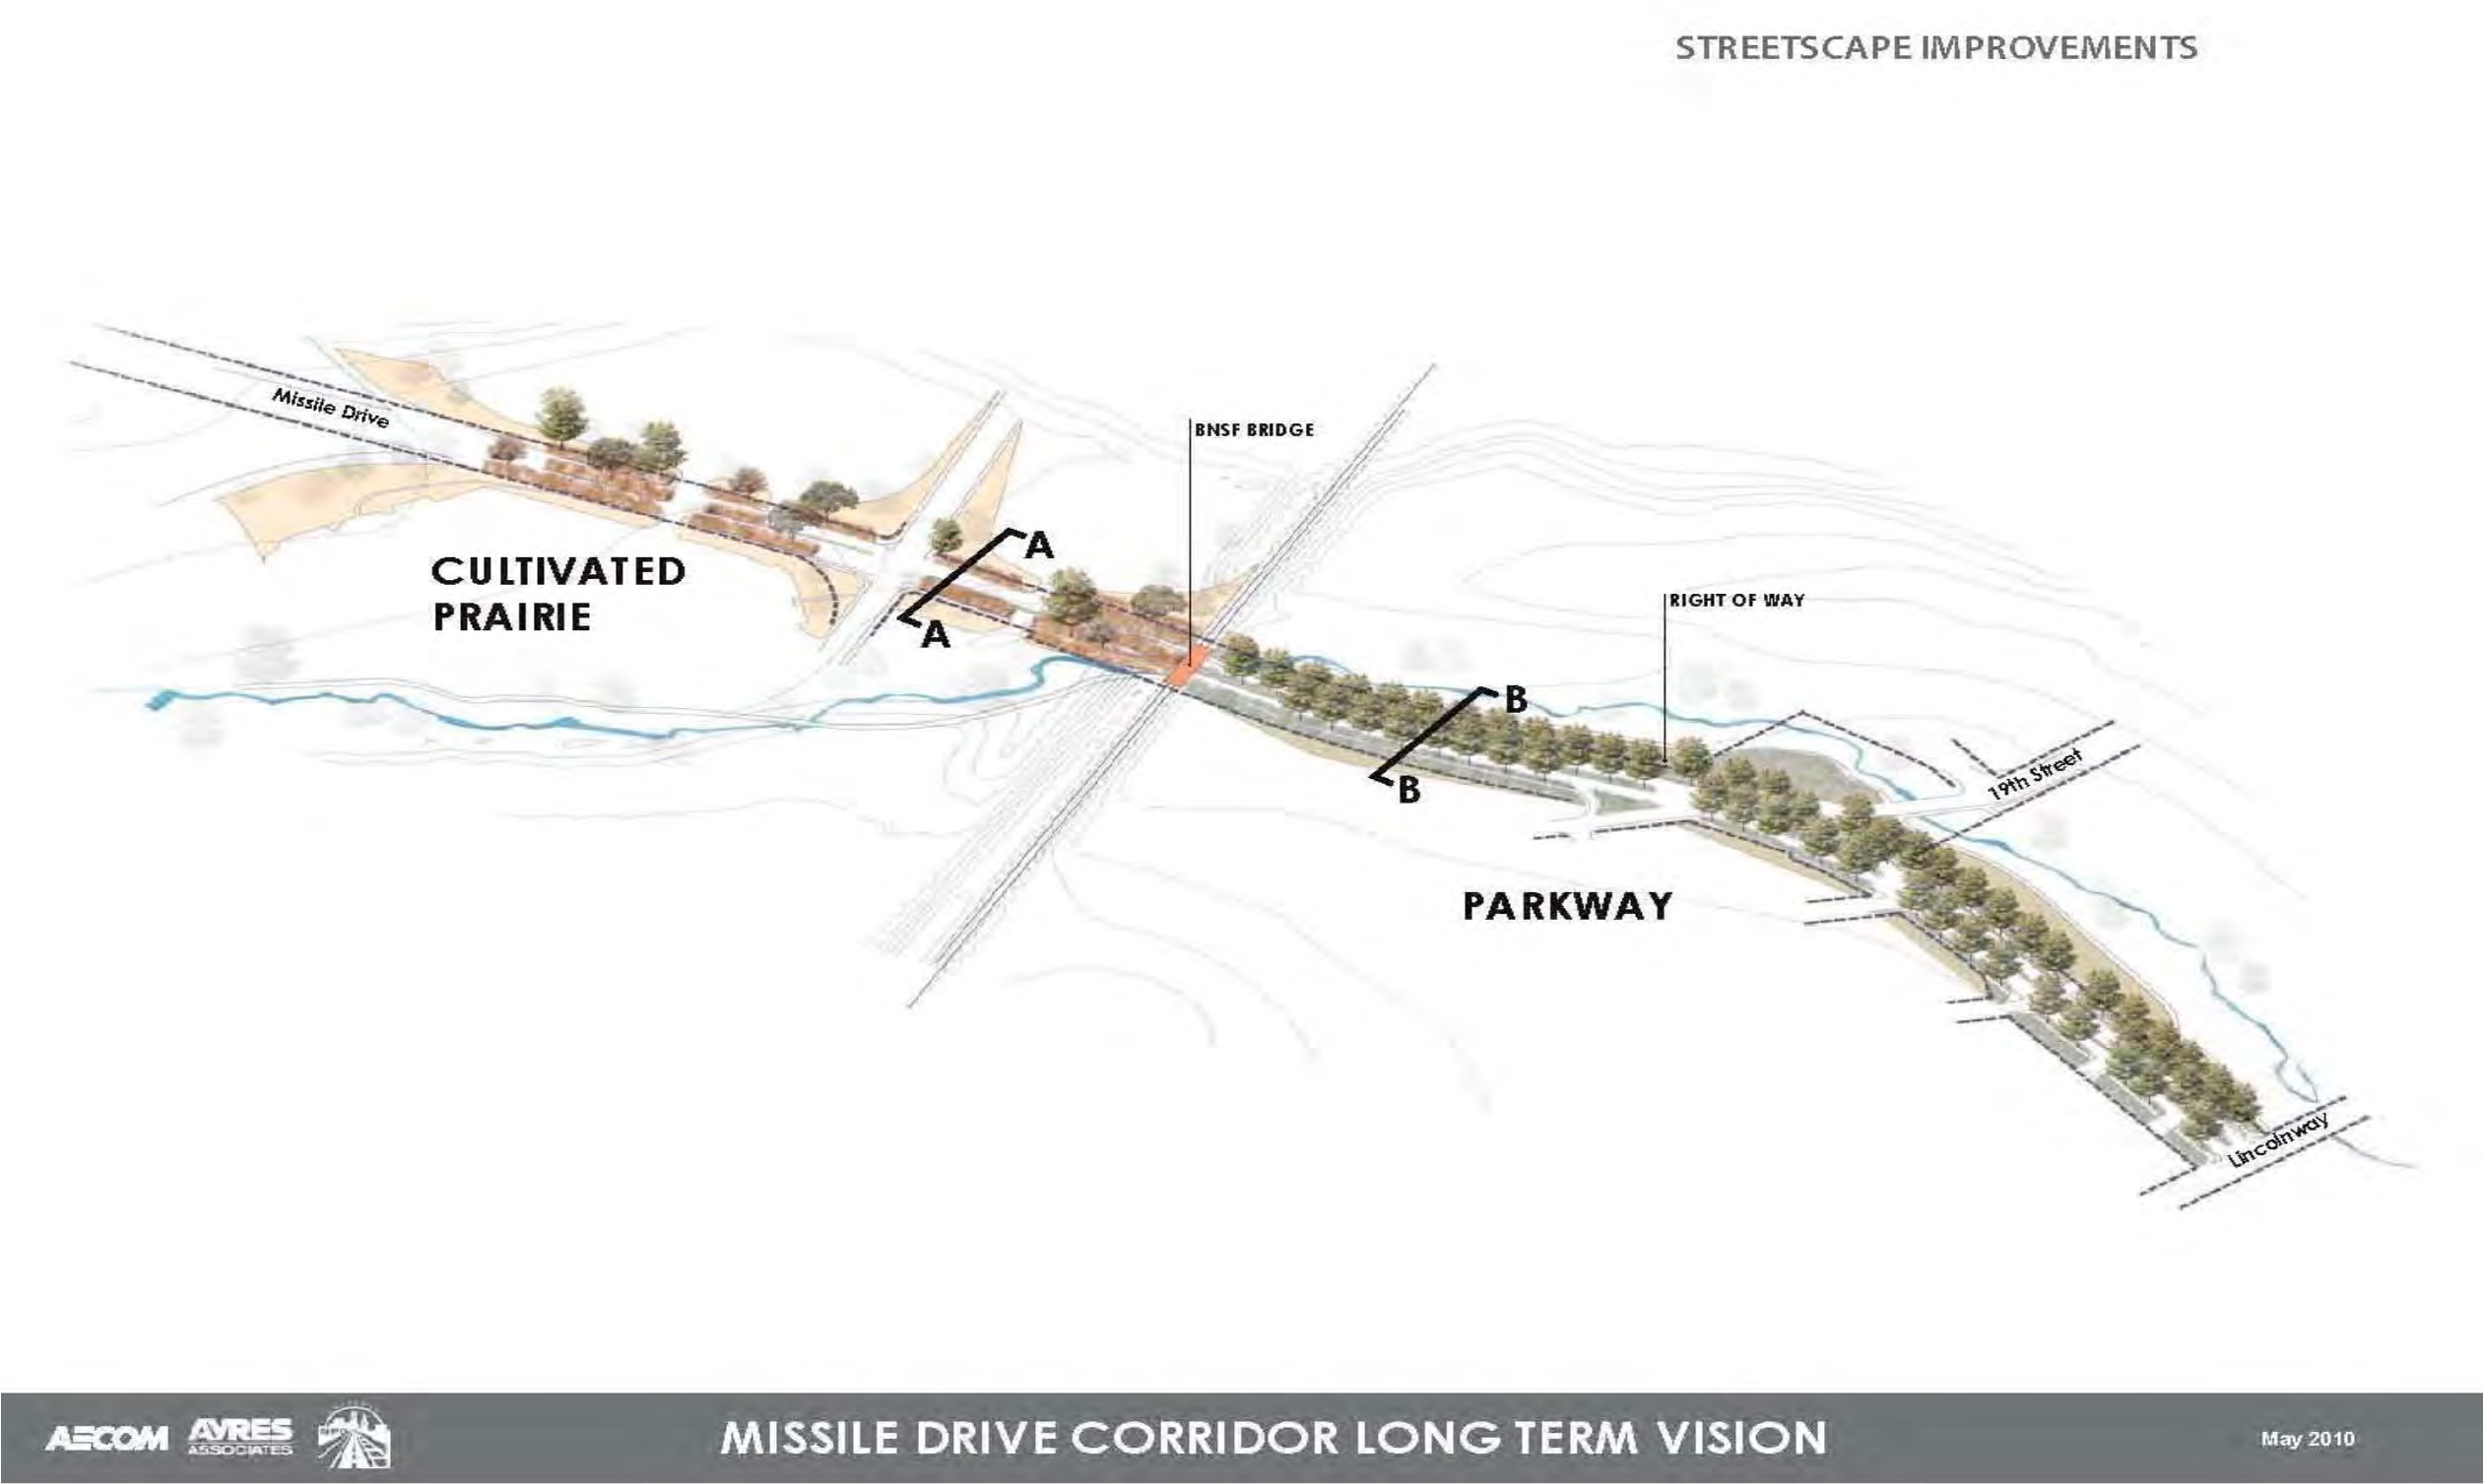 STREETSCAPE IMPROVEMENTS
Missile Drive
BNSF BRIDGE
A
CULTIVATED
PRAIRIE
RIGHT OF WAY
A
B
19th Street
B
PARKWAY
Lincolnway
AECOM
AYRES
ASSOCIATES
MISSILE DRIVE CORRIDOR LONG TERM VISION
May 2010